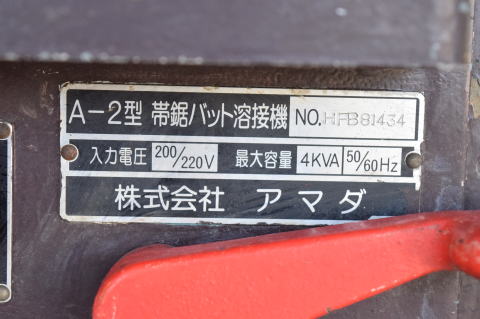 A-2型 帯鋸バット溶接機 NO.HFB81434
入力電圧 200/220V 最大容量 4KVA 50/60Hz
株式会社 アマダ